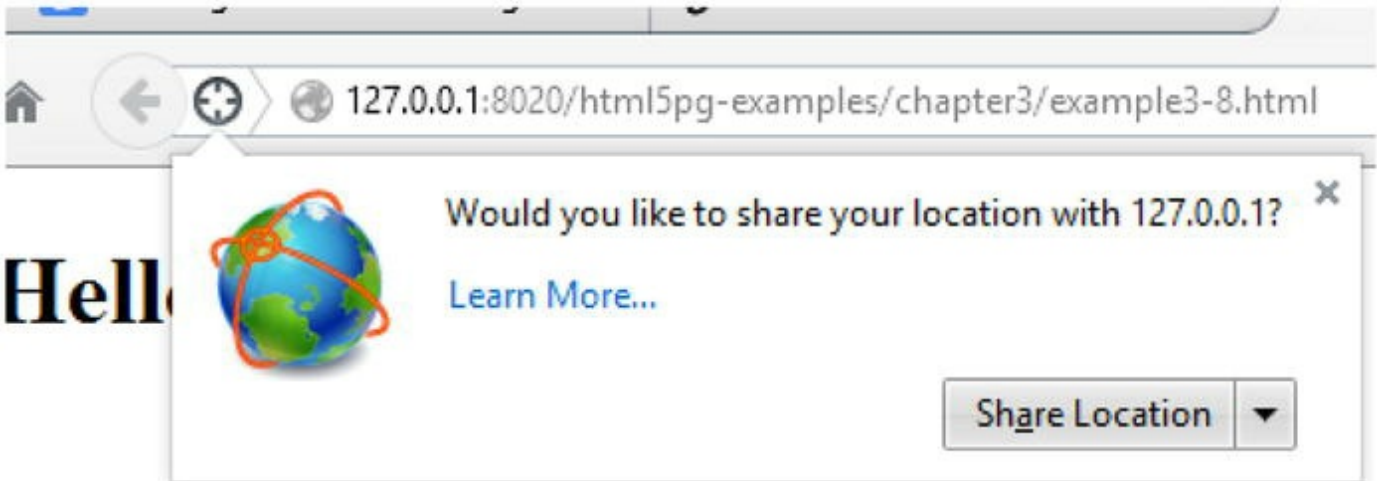 127.0.0.1:8020/html5pg-examples/chapter3/example3-8.html
Would you like to share your location with 127.0.0.1?
Learn More...
Share Location